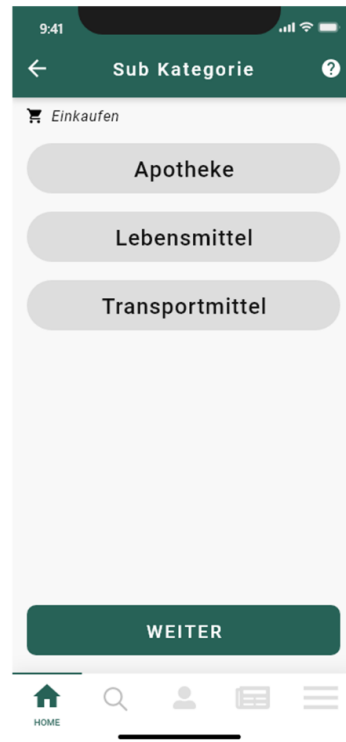 9:41
Sub Kategorie
Einkaufen
Apotheke
Lebensmittel
Transportmittel
WEITER
HOME